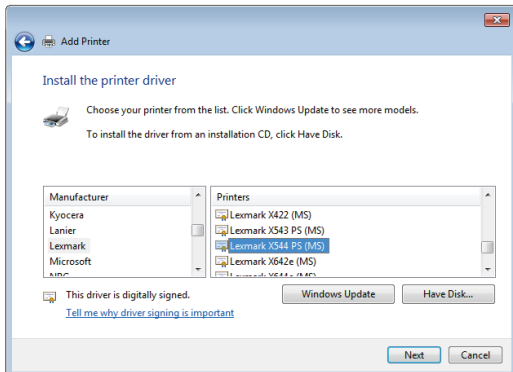 Add Printer
Install the printer driver
Choose your printer from the list. Click Windows Update to see more models.
To install the driver from an installation CD, click Have Disk.
Manufacturer
Kyocera
Lanier
Lexmark
Microsoft
Printers
Lexmark X422 (MS)
Lexmark X543 PS (MS)
Lexmark X544 PS (MS)
Lexmark X642e (MS)
This driver is digitally signed.
Tell me why driver signing is important
Windows Update
Have Disk...
Next
Cancel